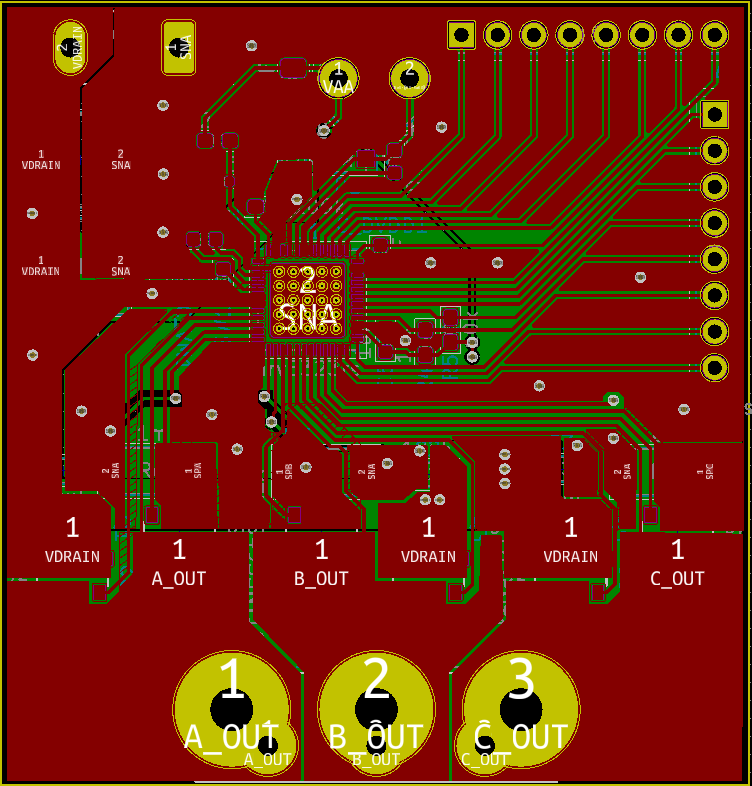 2
VDRAIN
1
SNA
1
VAA
2
1
VDRAIN
2
SNA
1
VDRAIN
2
SNA
2
SNA
2
SNA
1
SPA
1
SPB
2
SNA
2
SNA
1
SPC
1
VDRAIN
1
A_OUT
1
B_OUT
1
VDRAIN
1
VDRAIN
1
C_OUT
1
A_OUT
A_OUT
2
B_OUT
B_OUT
3
C_OUT
C_OUT